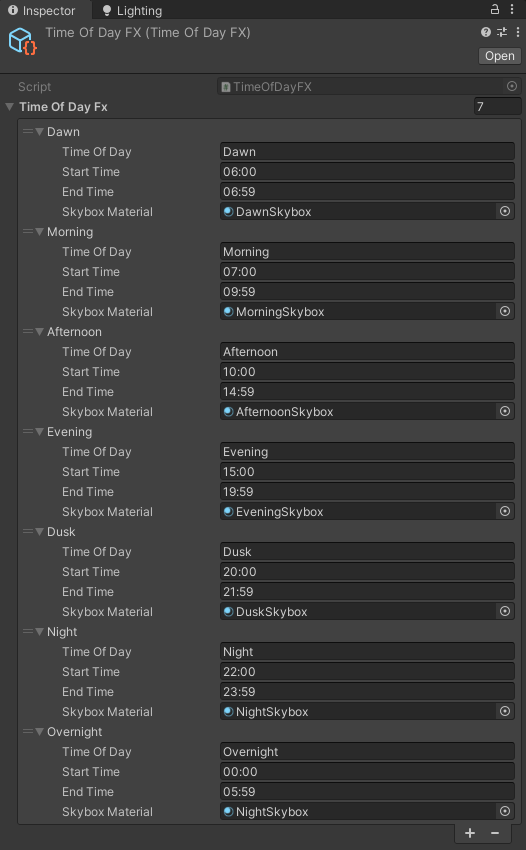 Inspector Lighting
Time Of Day FX (Time Of Day FX)
Open
Script TimeOfDayFX
Time Of Day Fx 7
Dawn
Time Of Day Dawn
Start Time 06:00
End Time 06:59
Skybox Material DawnSkybox
Morning
Time Of Day Morning
Start Time 07:00
End Time 09:59
Skybox Material MorningSkybox
Afternoon
Time Of Day Afternoon
Start Time 10:00
End Time 14:59
Skybox Material AfternoonSkybox
Evening
Time Of Day Evening
Start Time 15:00
End Time 19:59
Skybox Material EveningSkybox
Dusk
Time Of Day Dusk
Start Time 20:00
End Time 21:59
Skybox Material DuskSkybox
Night
Time Of Day Night
Start Time 22:00
End Time 23:59
Skybox Material NightSkybox
Overnight
Time Of Day Overnight
Start Time 00:00
End Time 05:59
Skybox Material NightSkybox